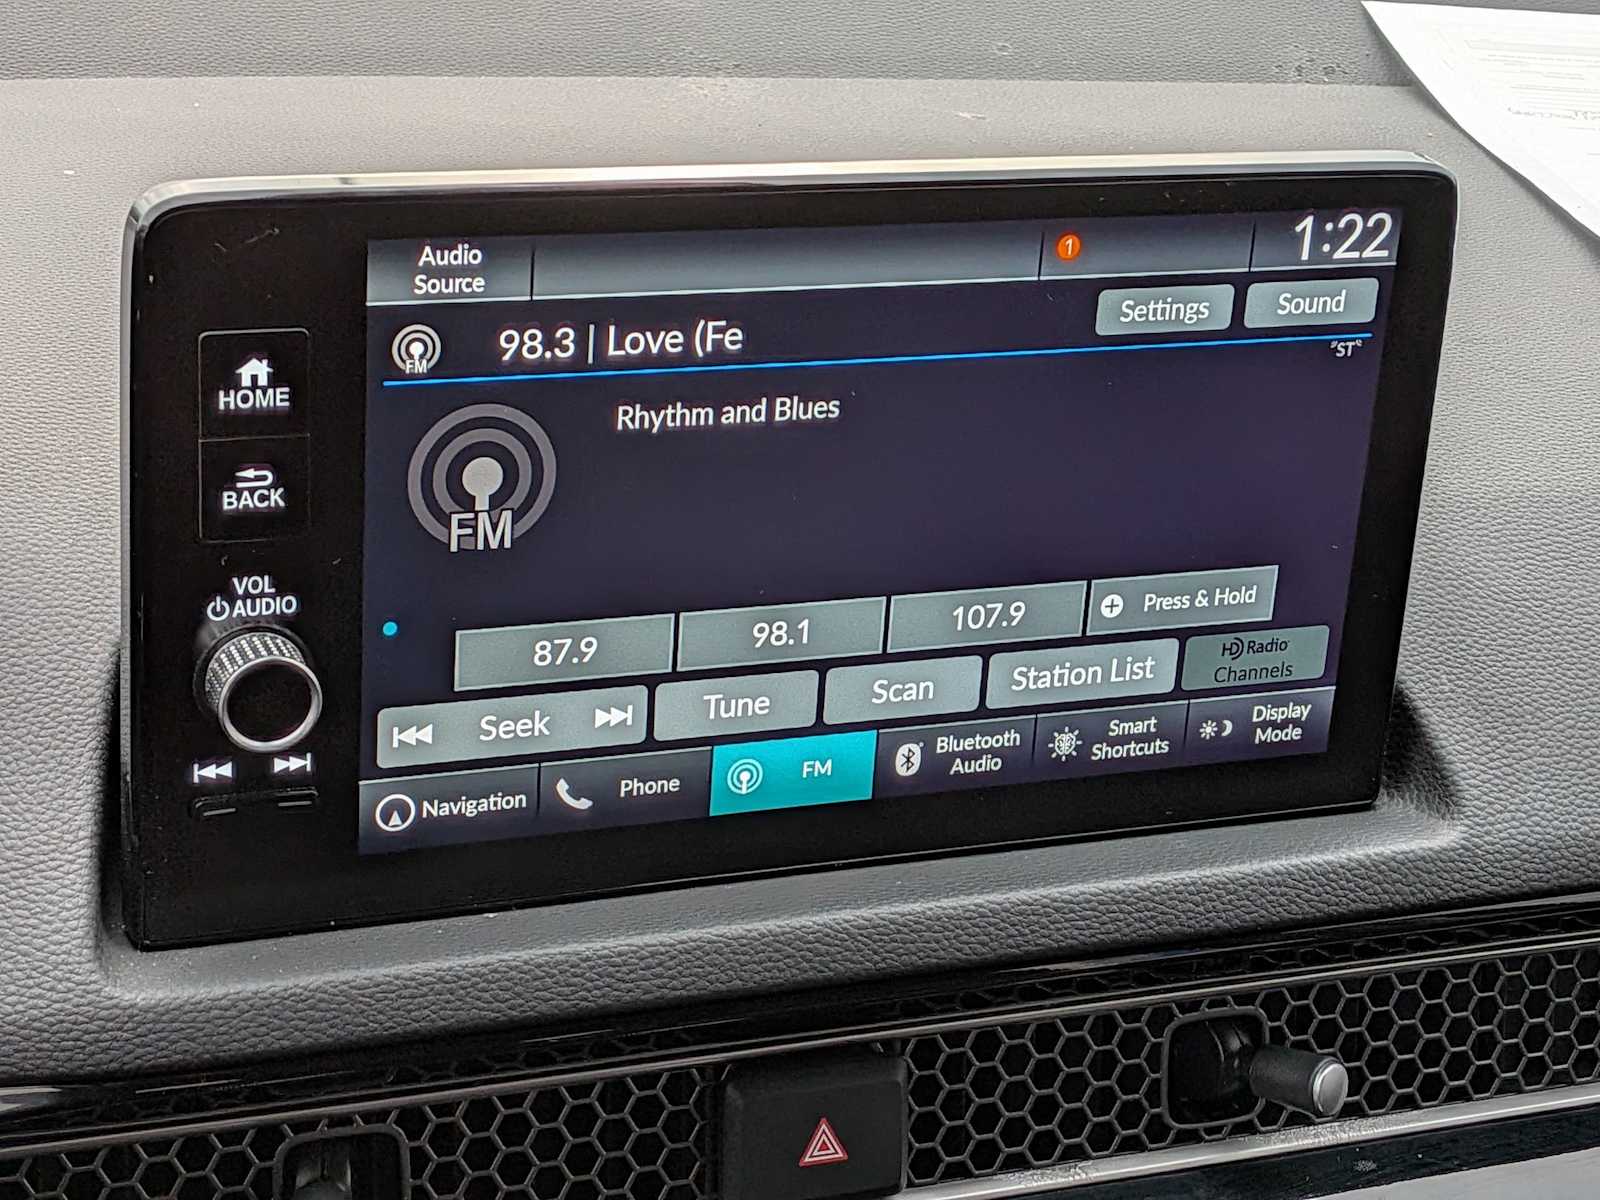 Audio
Source
1
1:22
FM
98.3 | Love (Fe
Settings
Sound
"ST"
HOME
BACK
VOL
AUDIO
FM
Rhythm and Blues
87.9
98.1
107.9
Press & Hold
Seek
Tune
Scan
Station List
HD Radio
Channels
Navigation
Phone
FM
Bluetooth
Audio
Smart
Shortcuts
Display
Mode